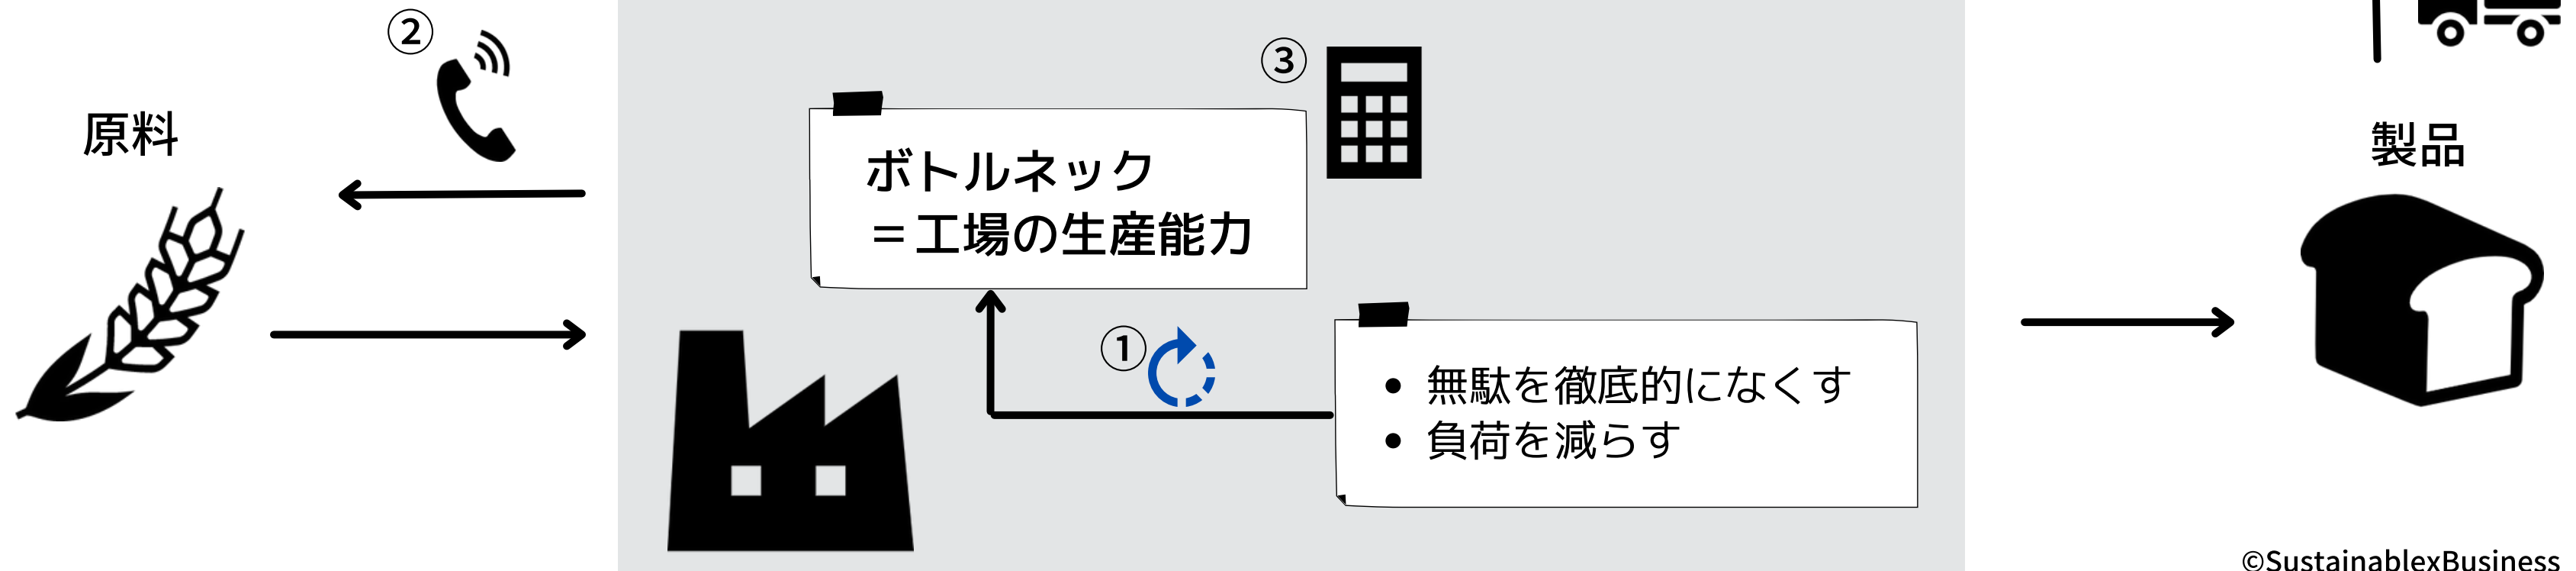 ②
③
原料
製品
ボトルネック
＝工場の生産能力
①
• 無駄を徹底的になくす
• 負荷を減らす
©SustainablexBusiness